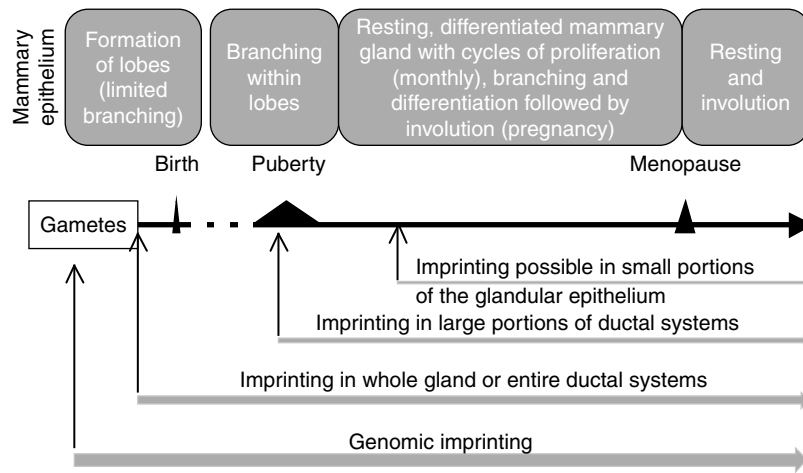 Mammary
epithelium
Formation
of lobes
(limited
branching)
Branching
within
lobes
Resting, differentiated mammary
gland with cycles of proliferation
(monthly), branching and
differentiation followed by
involution (pregnancy)
Resting
and
involution
Birth
Puberty
Menopause
Gametes
Imprinting possible in small portions
of the glandular epithelium
Imprinting in large portions of ductal systems
Imprinting in whole gland or entire ductal systems
Genomic imprinting